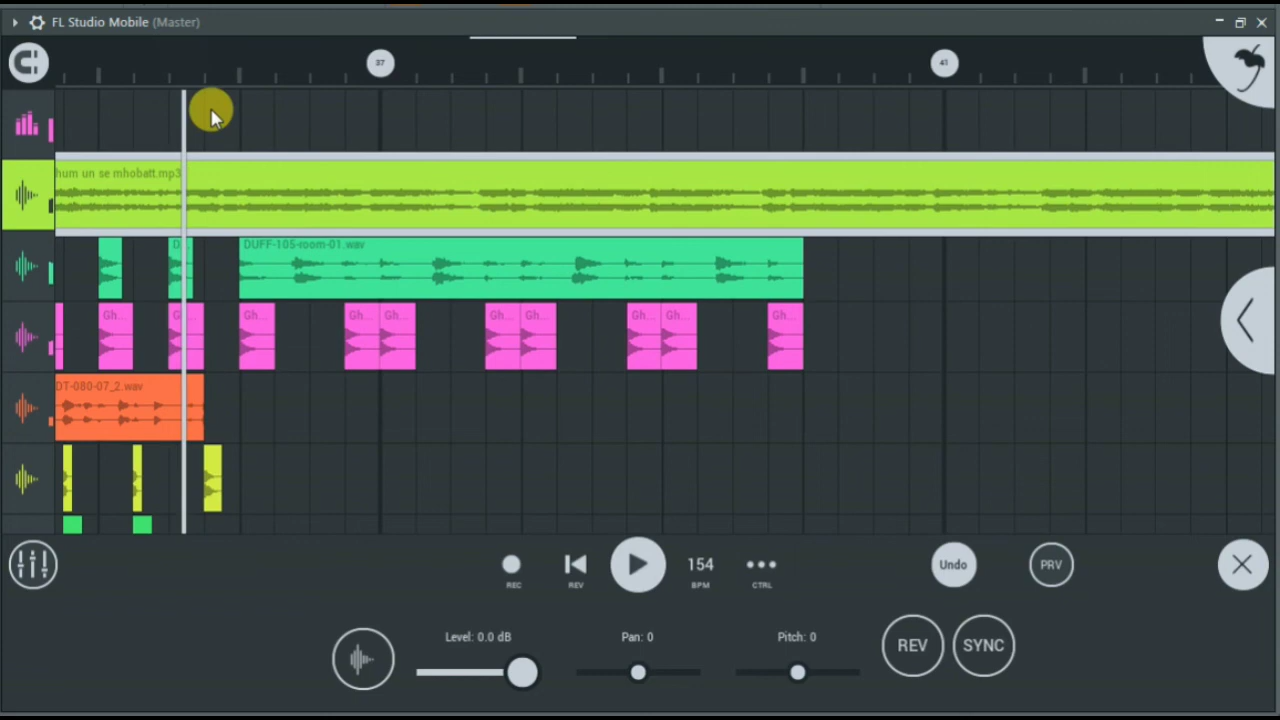 FL Studio Mobile (Master)
37
41
hum un se mhobatt.mp3
D...
DUFF-105-room-01.wav
Gh...
G...
Gh...
Gh...
Gh...
Gh...
Gh...
Gh...
Gh...
Gh...
DT-080-07_2.wav
REC
REV
154
BPM
CTRL
Undo
PRV
Level: 0.0 dB
Pan: 0
Pitch: 0
REV
SYNC